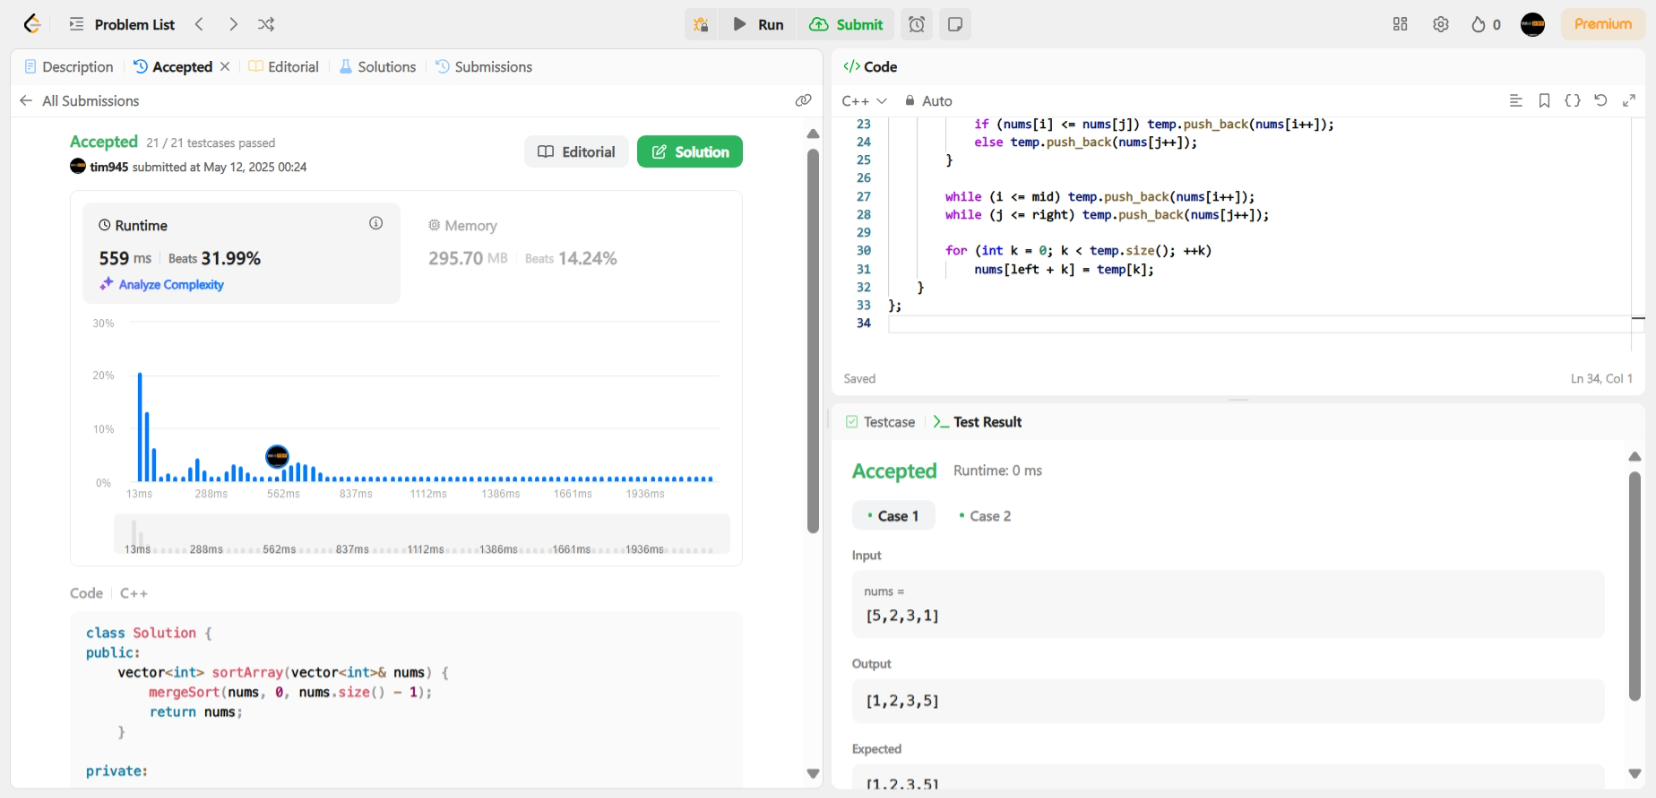 Problem List
Run
Submit
0
Premium
Description
Accepted
Editorial
Solutions
Submissions
All Submissions
Accepted 21 / 21 testcases passed
tim945 submitted at May 12, 2025 00:24
Editorial
Solution
Runtime
559 ms Beats 31.99%
Analyze Complexity
Memory
295.70 MB Beats 14.24%
30%
20%
10%
0%
13ms 288ms 562ms 837ms 1112ms 1386ms 1661ms 1936ms
13ms 288ms 562ms 837ms 1112ms 1386ms 1661ms 1936ms
Code C++
class Solution {
public:
    vector<int> sortArray(vector<int>& nums) {
        mergeSort(nums, 0, nums.size() - 1);
        return nums;
    }
private:
</> Code
C++ Auto
23 if (nums[i] <= nums[j]) temp.push_back(nums[i++]);
24 else temp.push_back(nums[j++]);
25 }
26
27 while (i <= mid) temp.push_back(nums[i++]);
28 while (j <= right) temp.push_back(nums[j++]);
29
30 for (int k = 0; k < temp.size(); ++k)
31 nums[left + k] = temp[k];
32 }
33 };
34
Saved
Ln 34, Col 1
Testcase
Test Result
Accepted Runtime: 0 ms
Case 1
Case 2
Input
nums =
[5,2,3,1]
Output
[1,2,3,5]
Expected
[1,2,3,5]